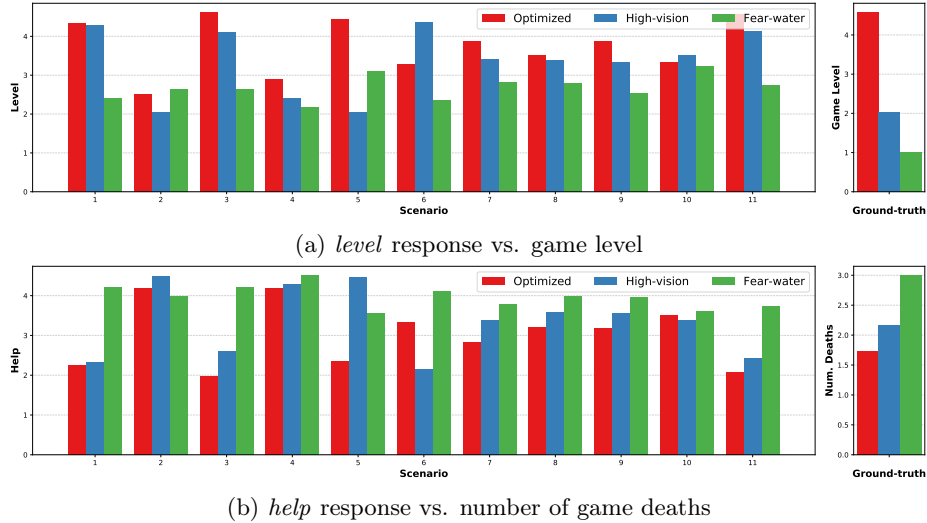 Optimized High-vision Fear-water
Level
4
3
2
1
0
1 2 3 4 5 6 7 8 9 10 11
Scenario
Game Level
4
3
2
1
0
Ground-truth
(a) level response vs. game level
Optimized High-vision Fear-water
Help
4
3
2
1
0
1 2 3 4 5 6 7 8 9 10 11
Scenario
Num. Deaths
3.0
2.5
2.0
1.5
1.0
0.5
0.0
Ground-truth
(b) help response vs. number of game deaths